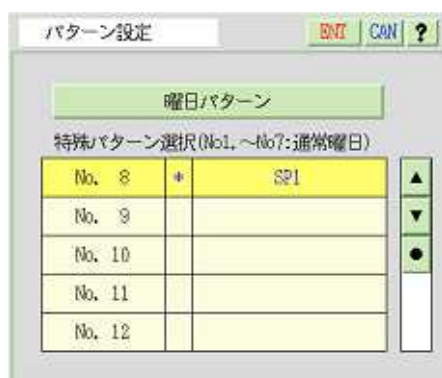 パターン設定 ENT CAN ?
曜日パターン
特殊パターン選択(No1.～No7:通常曜日)
No. 8 * SP1
No. 9
No. 10
No. 11
No. 12